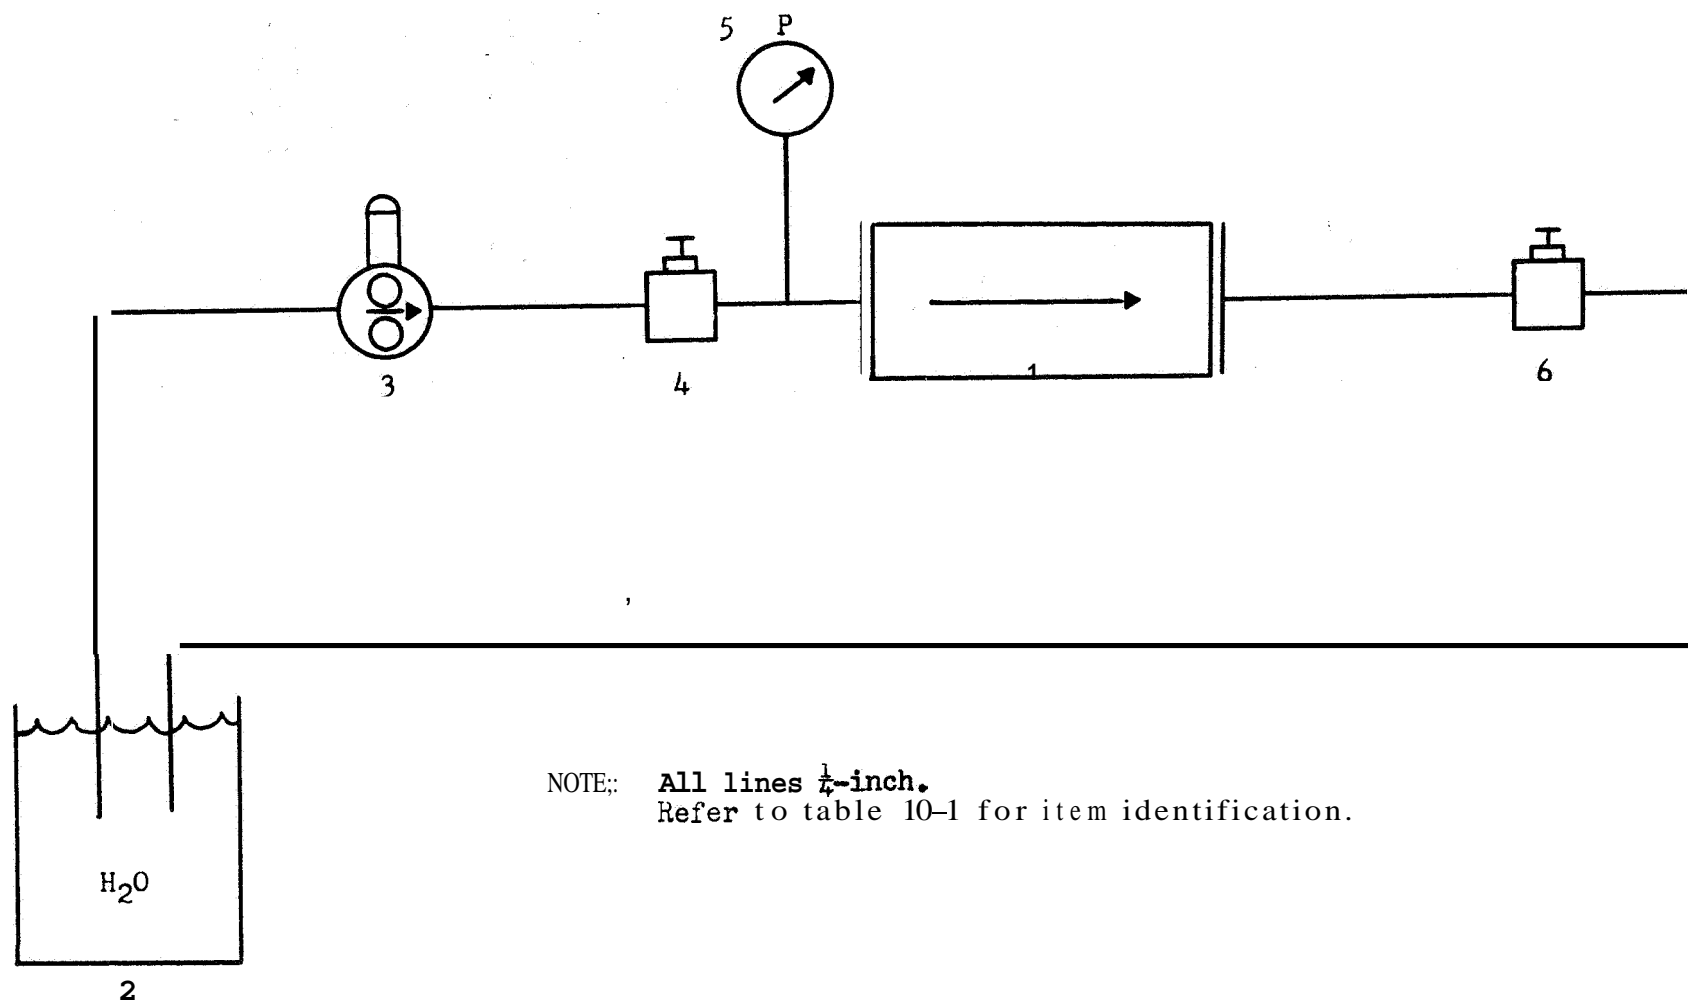 5 P
3
4
1
6
NOTE;: All lines ¼-inch.
Refer to table 10–1 for item identification.
H₂O
2